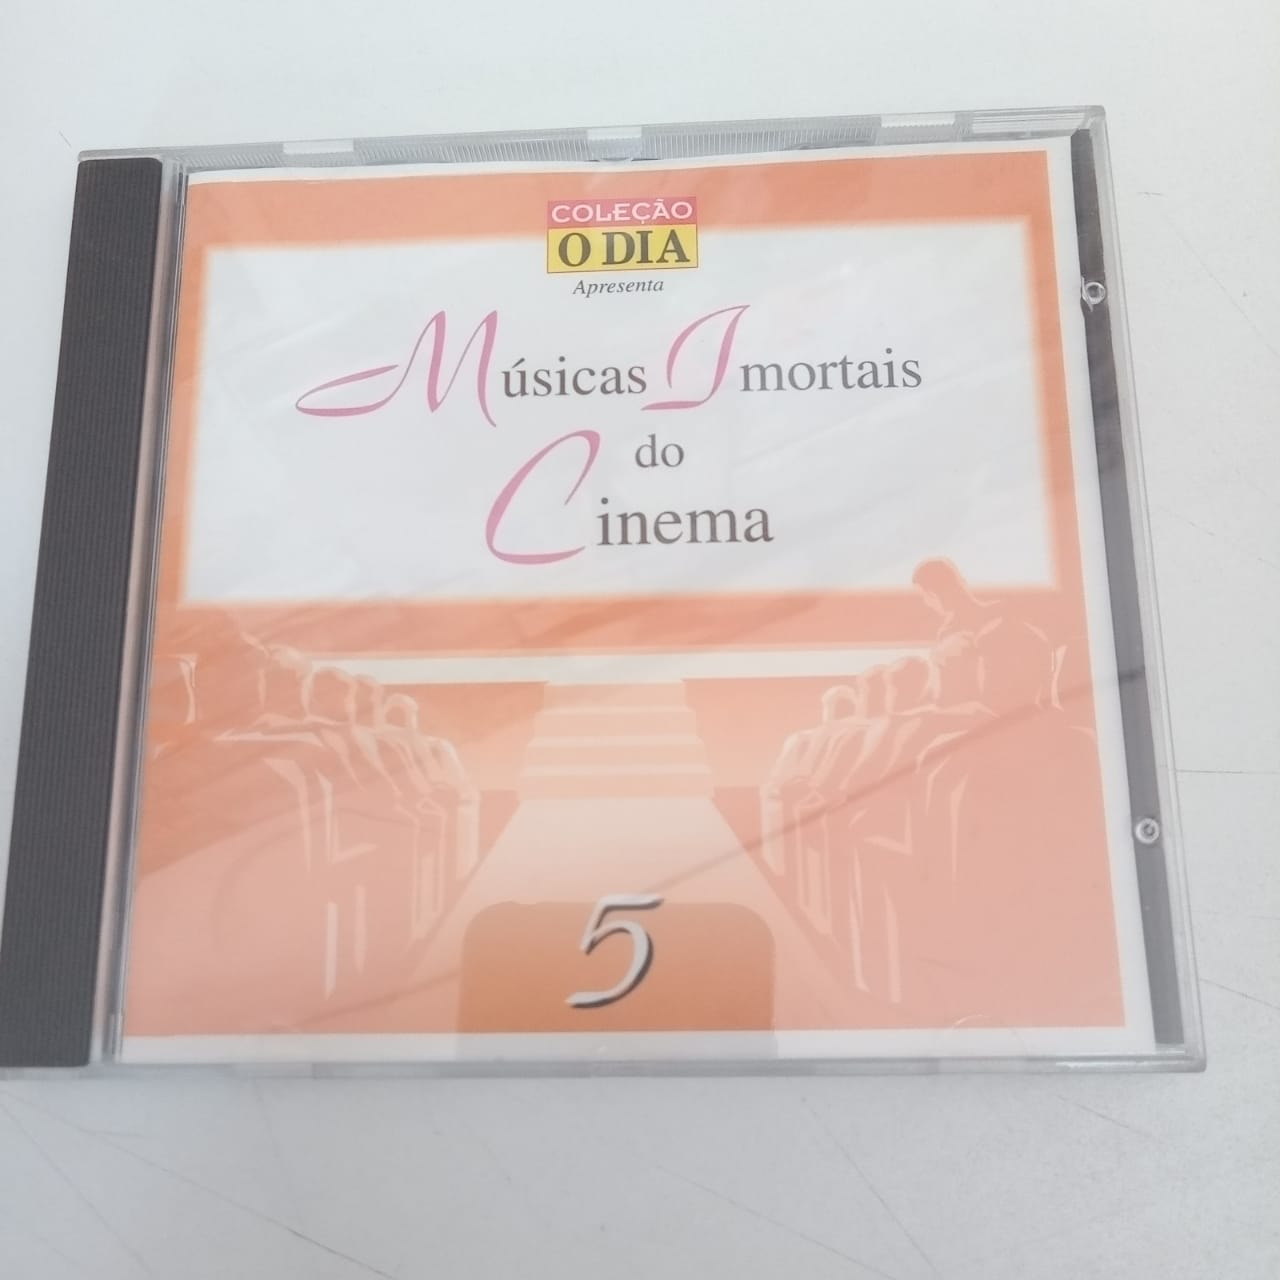 COLEÇÃO
O DIA
Apresenta
Músicas Imortais
do
Cinema
5